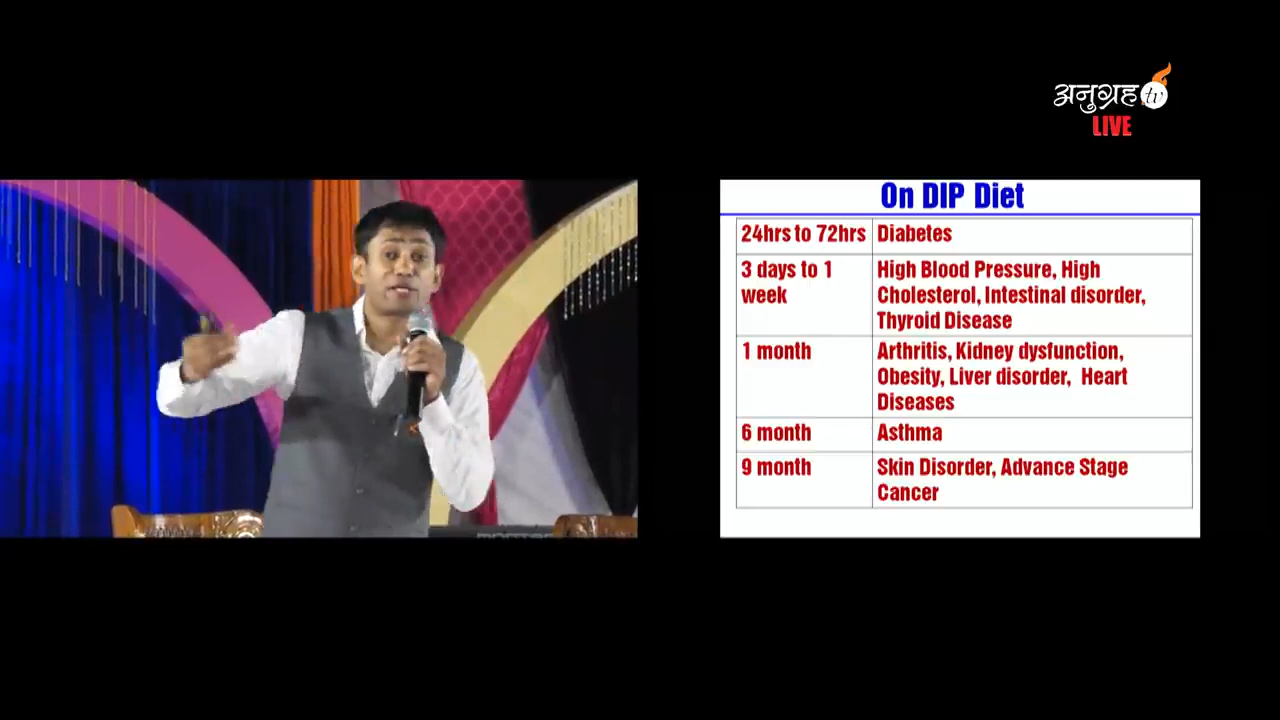 अनुग्रह tv
LIVE
On DIP Diet
24hrs to 72hrs Diabetes
3 days to 1 week High Blood Pressure, High
Cholesterol, Intestinal disorder,
Thyroid Disease
1 month Arthritis, Kidney dysfunction,
Obesity, Liver disorder, Heart
Diseases
6 month Asthma
9 month Skin Disorder, Advance Stage
Cancer